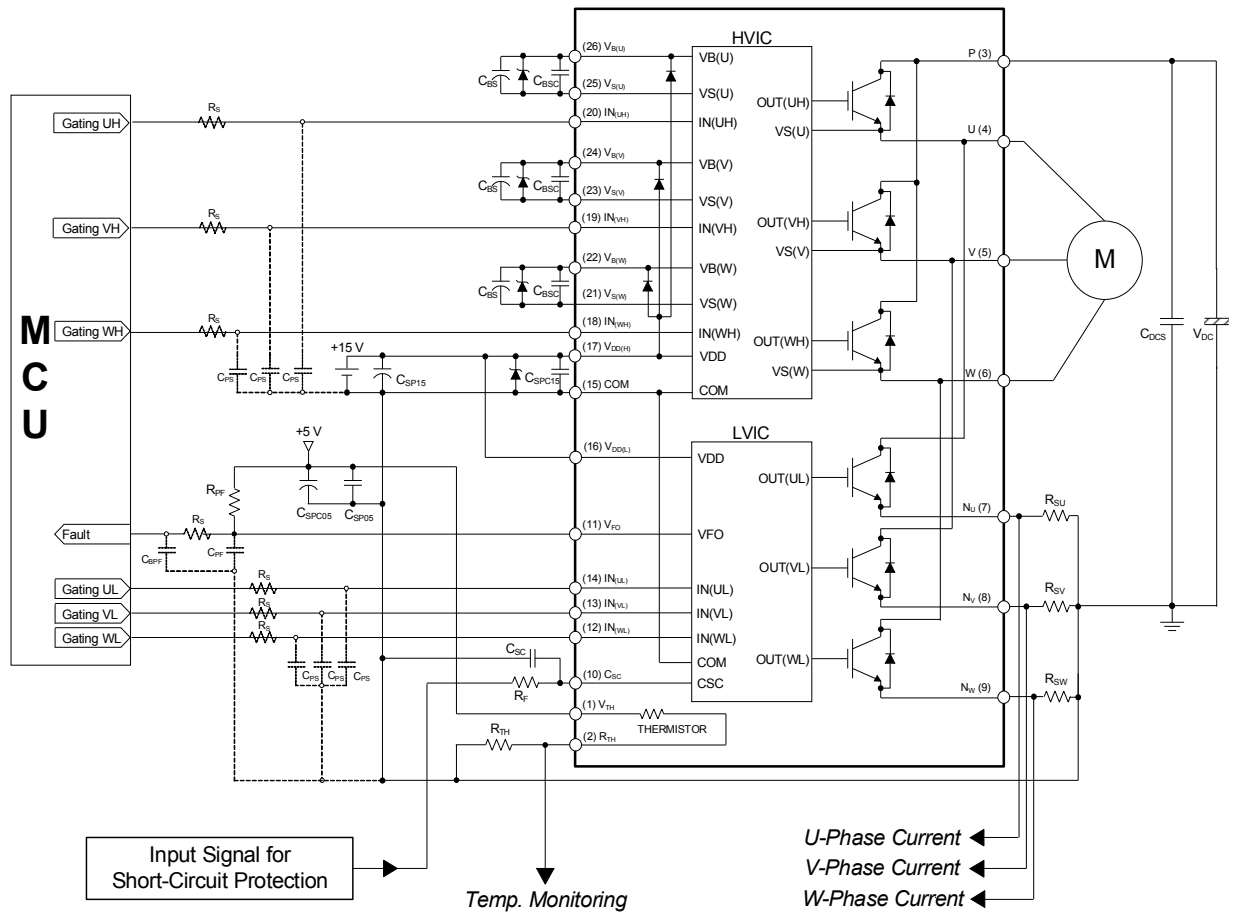 HVIC
(26) VB(U)
VB(U)
CBS
CBSC
(25) VS(U)
VS(U)
P (3)
OUT(UH)
VS(U)
U (4)
Gating UH
RS
(20) IN(UH)
IN(UH)
(24) VB(V)
VB(V)
CBS
CBSC
(23) VS(V)
VS(V)
OUT(VH)
VS(V)
V (5)
M
Gating VH
RS
(19) IN(VH)
IN(VH)
(22) VB(W)
VB(W)
CBS
CBSC
(21) VS(W)
VS(W)
Gating WH
RS
(18) IN(WH)
IN(WH)
OUT(WH)
VS(W)
W (6)
CDCS
VDC
MCU
CPS
CPS
CPS
+15 V
CSP15
CSPC15
(17) VDD(H)
VDD
(15) COM
COM
LVIC
+5 V
(16) VDD(L)
VDD
OUT(UL)
NU (7)
RSU
RPF
CSPC05
CSP05
Fault
RS
CBPF
CPF
(11) VFO
VFO
OUT(VL)
NV (8)
RSV
Gating UL
RS
(14) IN(UL)
IN(UL)
Gating VL
RS
(13) IN(VL)
IN(VL)
Gating WL
RS
(12) IN(WL)
IN(WL)
OUT(WL)
NW (9)
RSW
CPS
CPS
CPS
CSC
COM
RF
(10) CSC
CSC
(1) VTH
THERMISTOR
RTH
(2) RTH
Input Signal for
Short-Circuit Protection
Temp. Monitoring
U-Phase Current
V-Phase Current
W-Phase Current